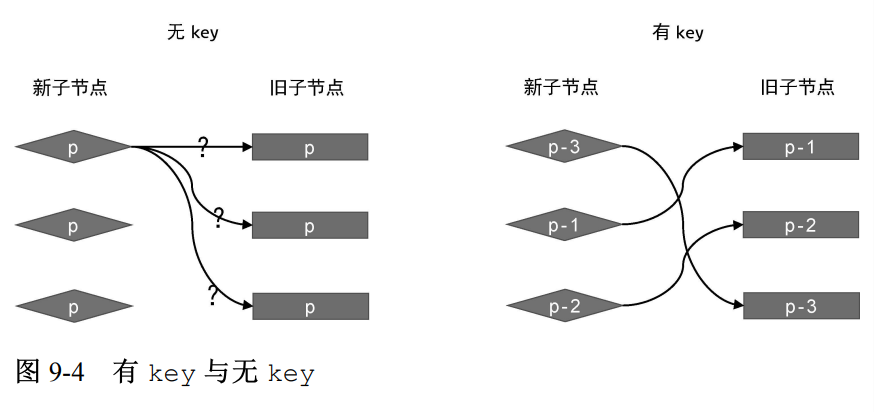 无 key
有 key
新子节点
旧子节点
新子节点
旧子节点
p
?
p
p-3
p-1
p
?
p
p-1
p-2
p
?
p
p-2
p-3
图 9-4 有 key 与无 key